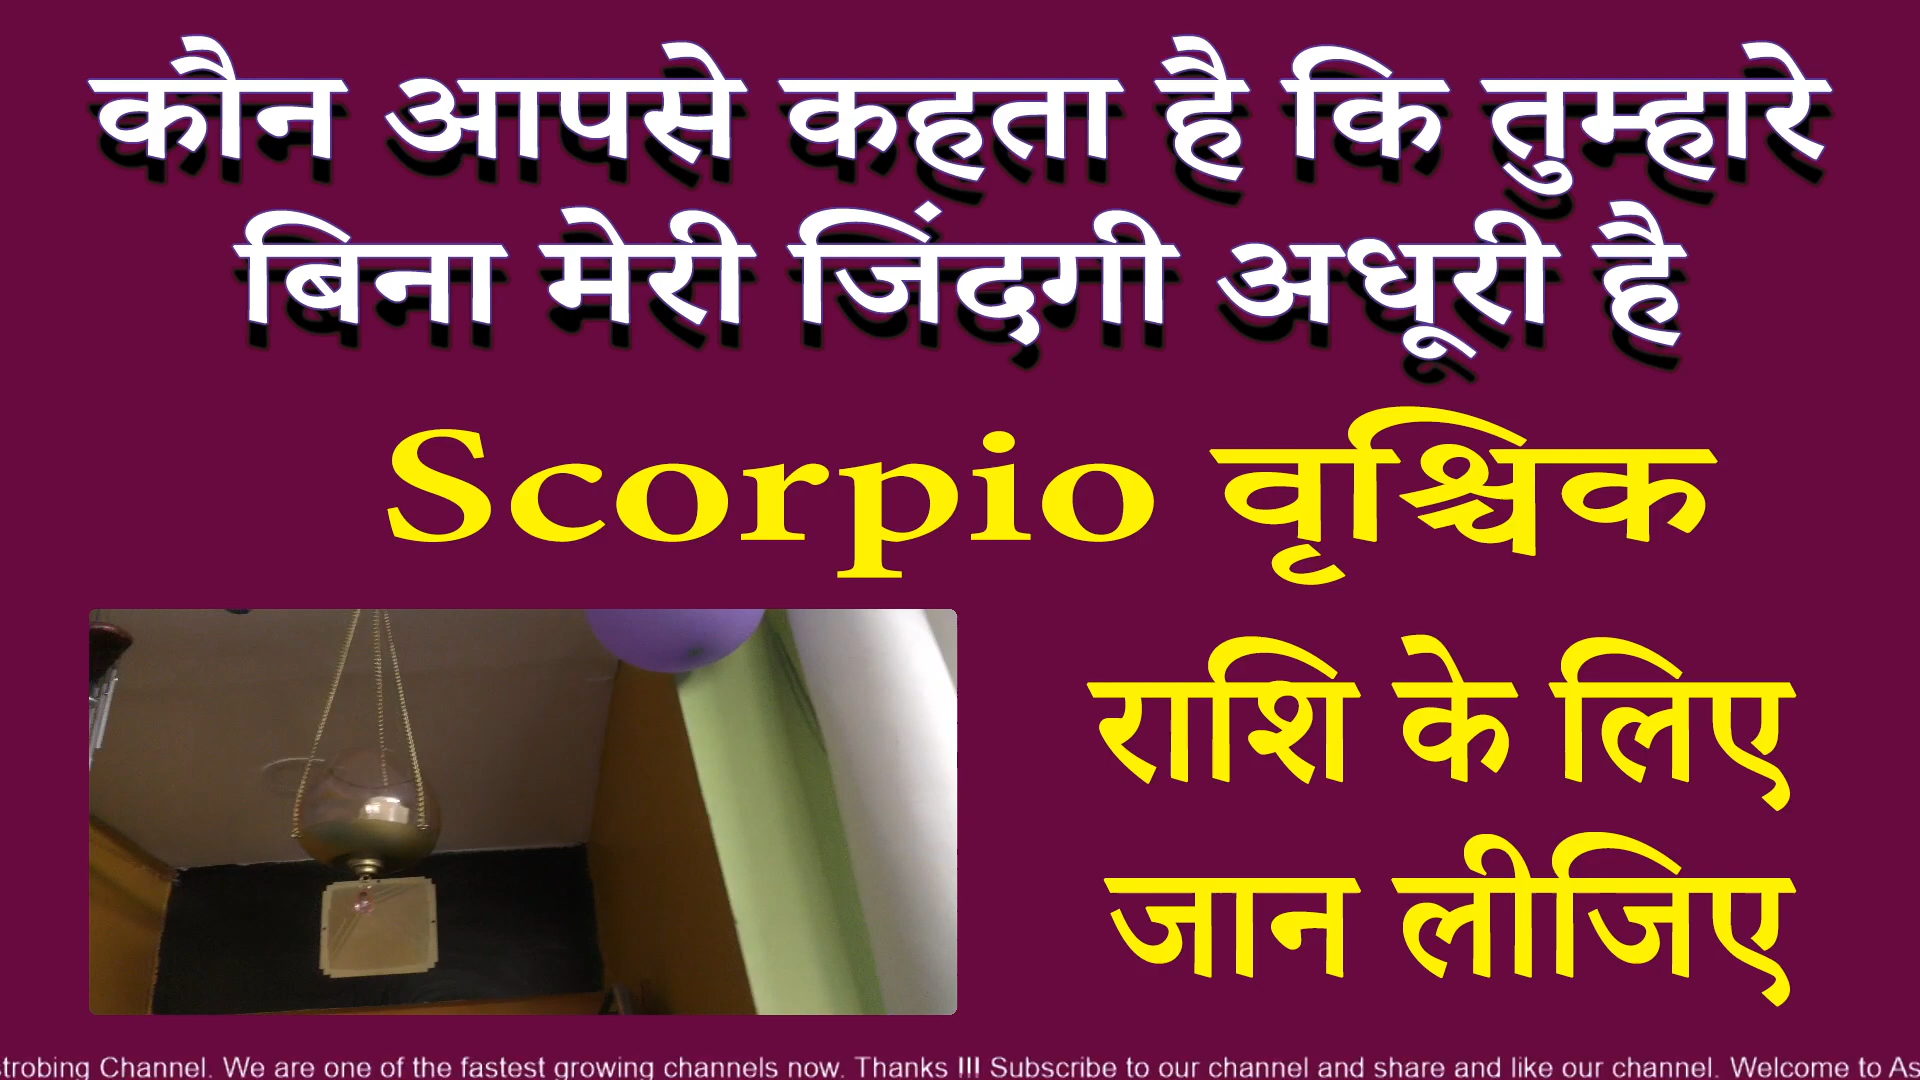 कौन आपसे कहता है कि तुम्हारे
बिना मेरी जिंदगी अधूरी है
Scorpio वृश्चिक
राशि के लिए
जान लीजिए
strobing Channel. We are one of the fastest growing channels now. Thanks !!! Subscribe to our channel and share and like our channel. Welcome to As